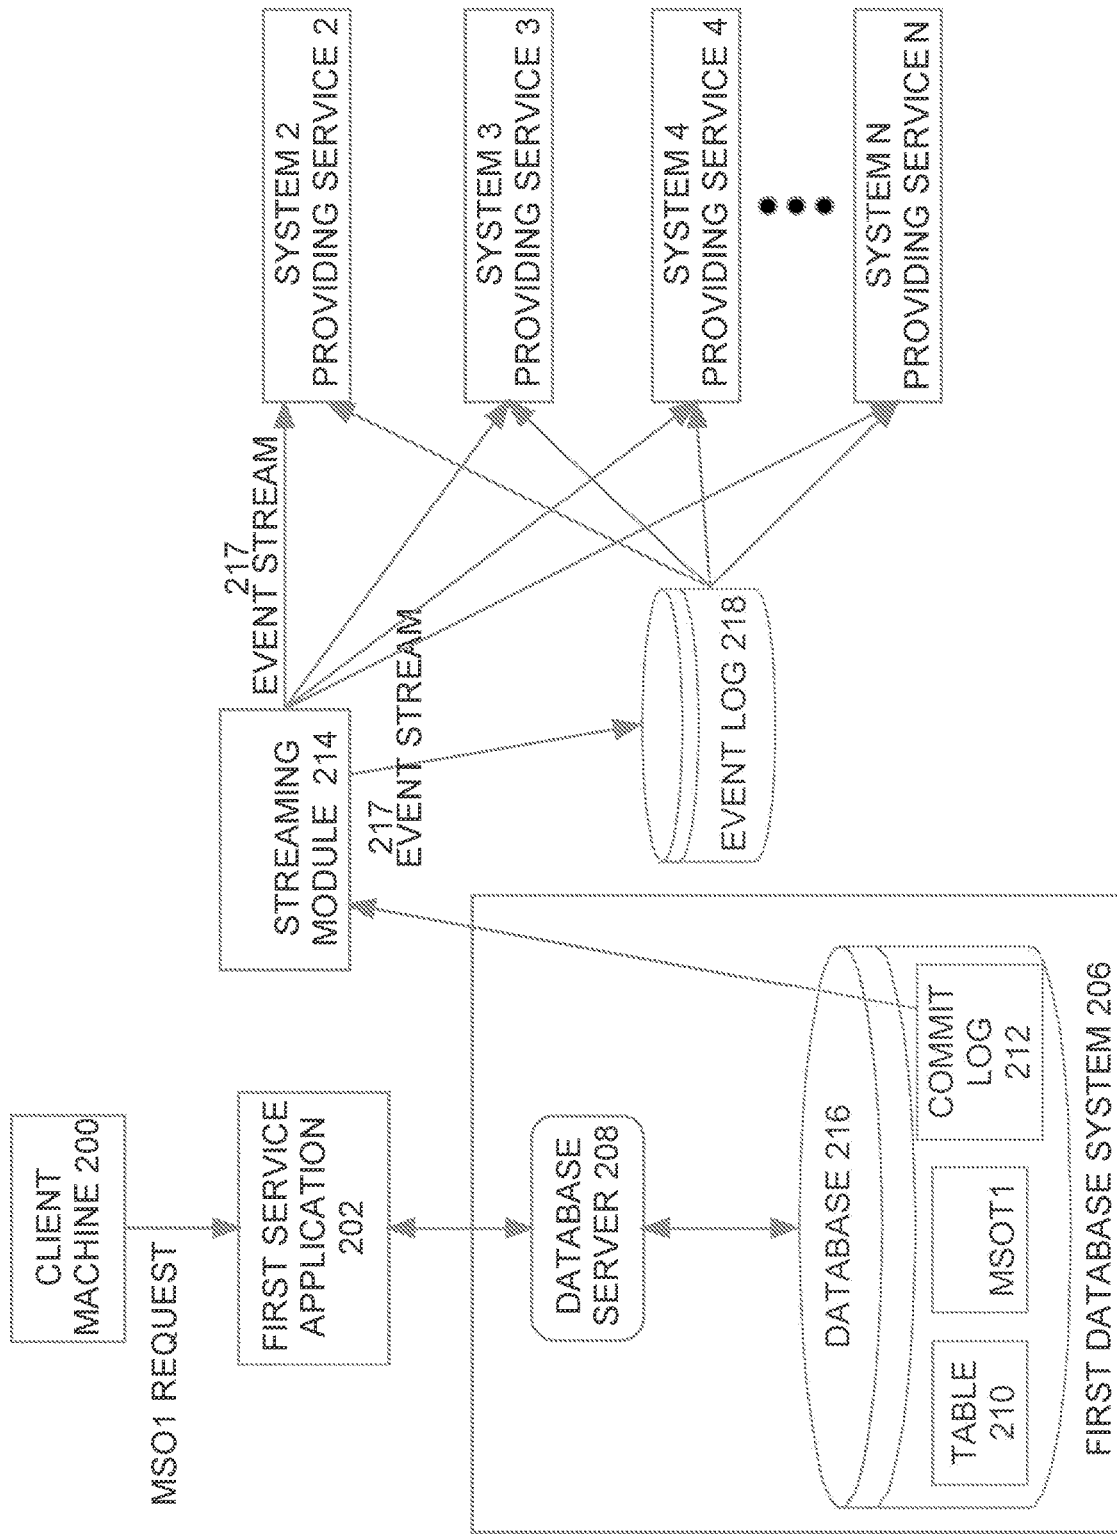 CLIENT
MACHINE 200
MSO1 REQUEST
FIRST SERVICE
APPLICATION
202
DATABASE
SERVER 208
DATABASE 216
TABLE
210
MSOT1
COMMIT
LOG
212
FIRST DATABASE SYSTEM 206
STREAMING
MODULE 214
217
EVENT STREAM
217
EVENT STREAM
EVENT LOG 218
SYSTEM 2
PROVIDING SERVICE 2
SYSTEM 3
PROVIDING SERVICE 3
SYSTEM 4
PROVIDING SERVICE 4
SYSTEM N
PROVIDING SERVICE N